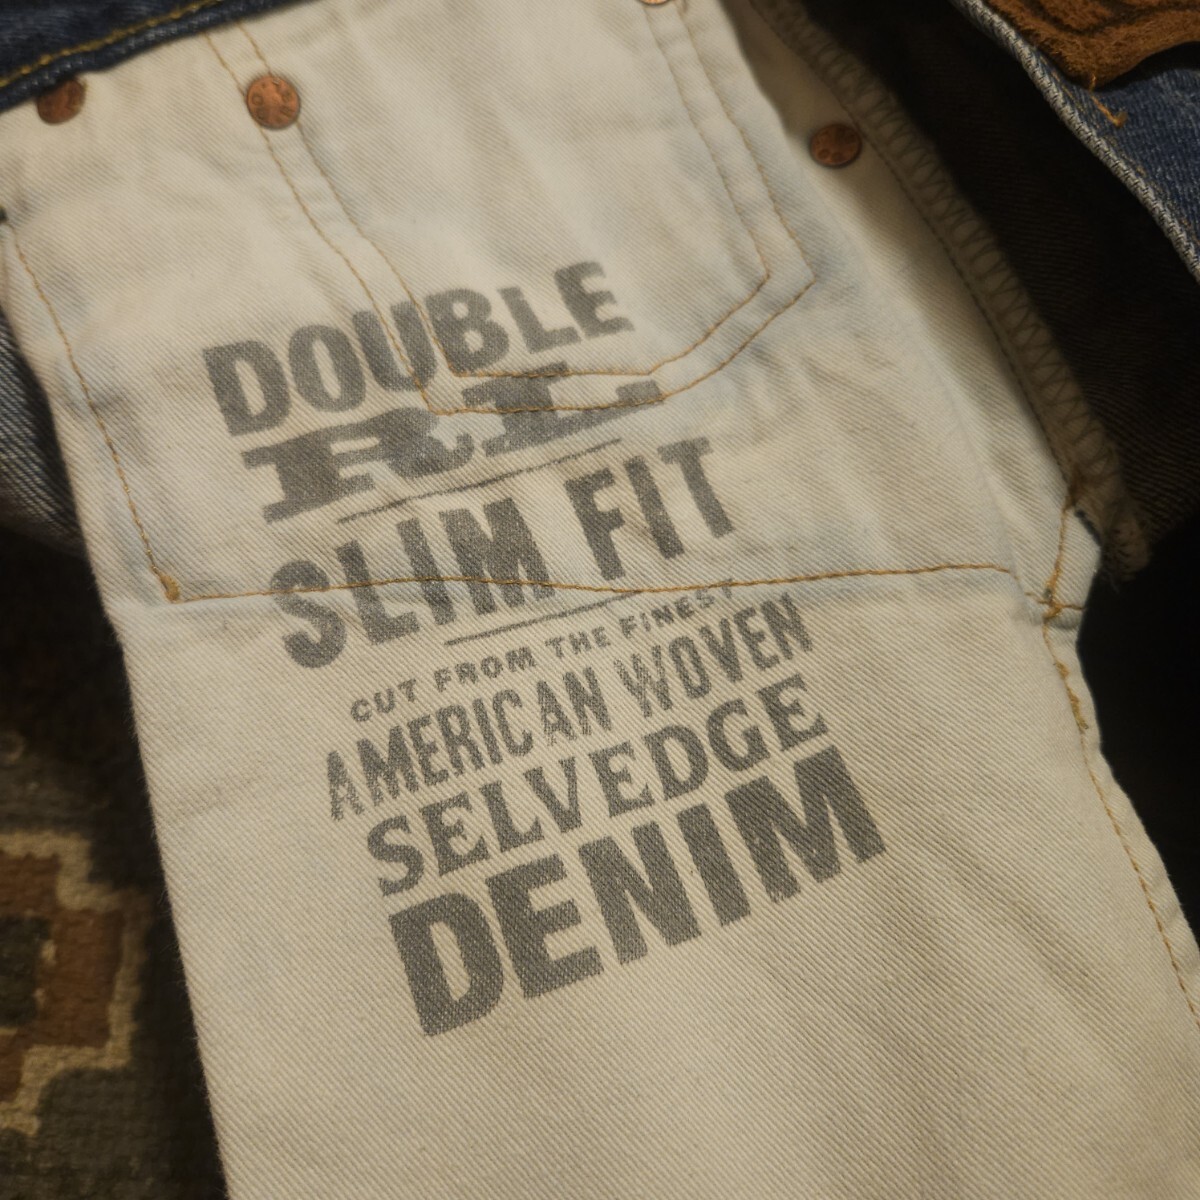 DOUBLE
RL.
SLIM FIT
CUT FROM THE FINEST
AMERICAN WOVEN
SELVEDGE
DENIM